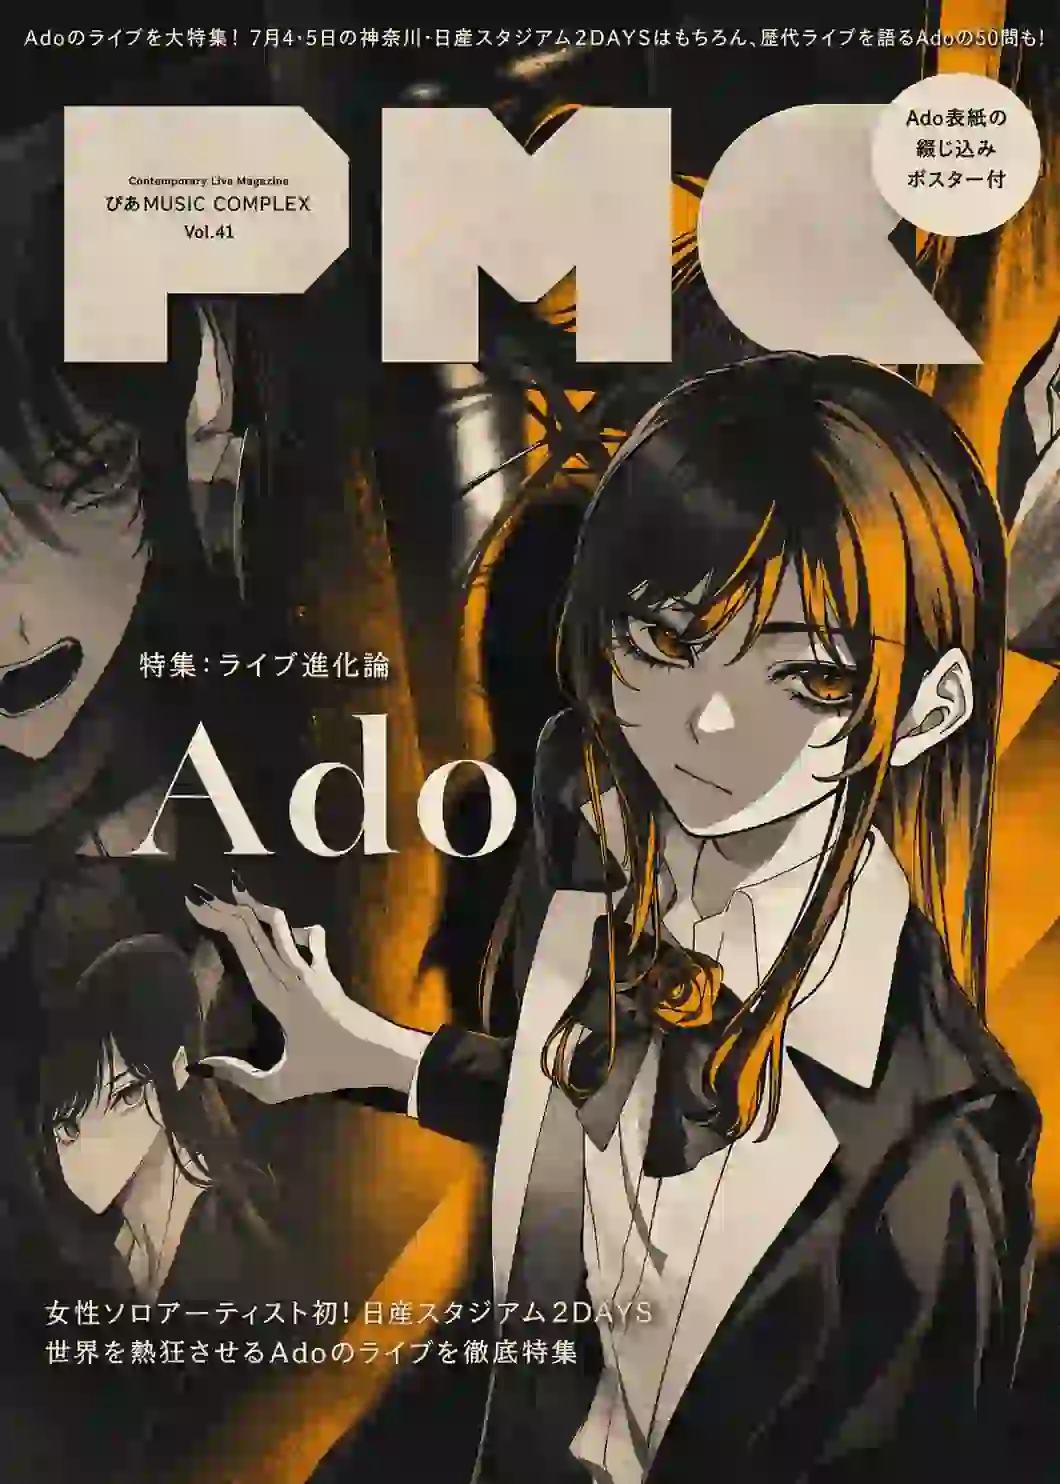 Adoのライブを大特集! 7月4・5日の神奈川・日産スタジアム2DAYSはもちろん、歴代ライブを語るAdoの50問も!
PMC
Ado表紙の
綴じ込み
ポスター付
Contemporary Live Magazine
ぴあMUSIC COMPLEX
Vol.41
特集:ライブ進化論
Ado
女性ソロアーティスト初! 日産スタジアム2DAYS
世界を熱狂させるAdoのライブを徹底特集